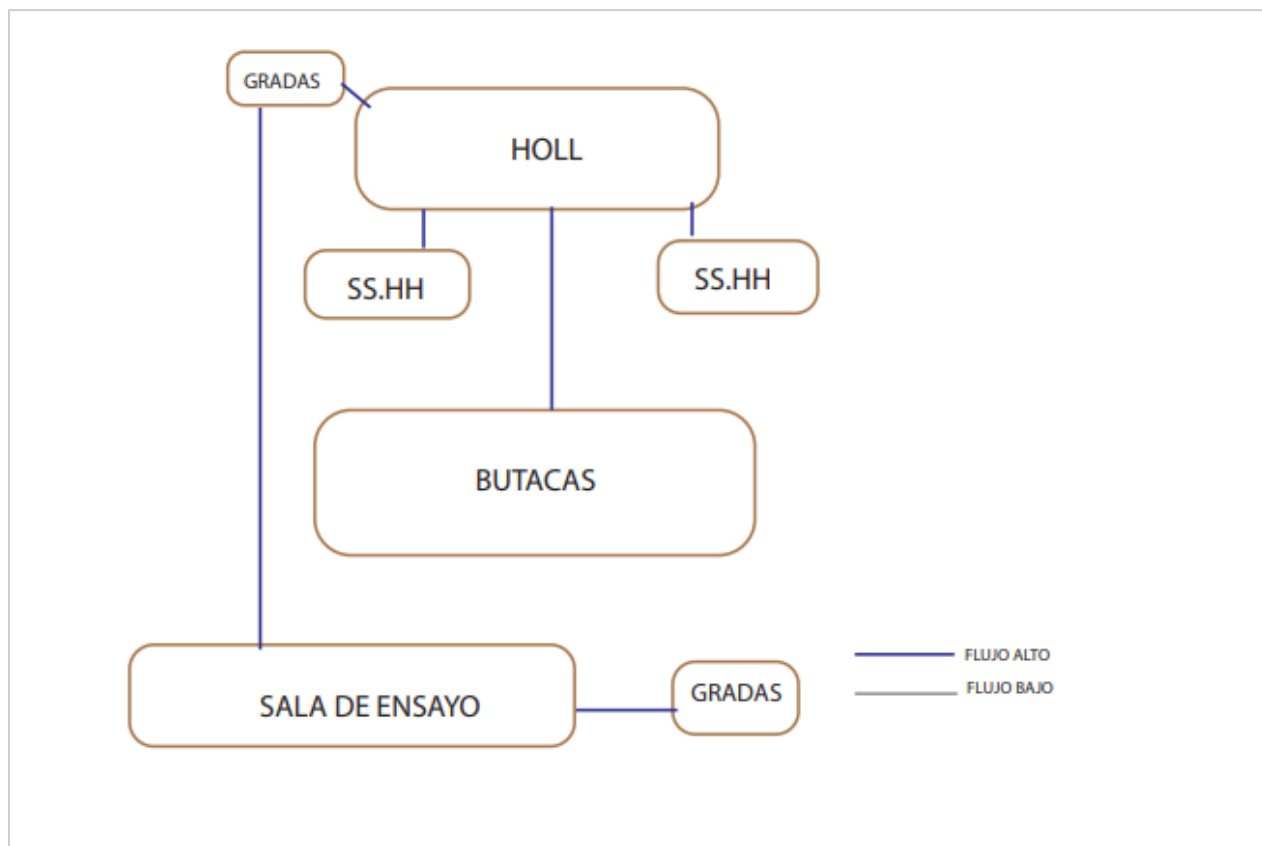 GRADAS
HOLL
SS.HH
SS.HH
BUTACAS
SALA DE ENSAYO
GRADAS
FLUJO ALTO
FLUJO BAJO